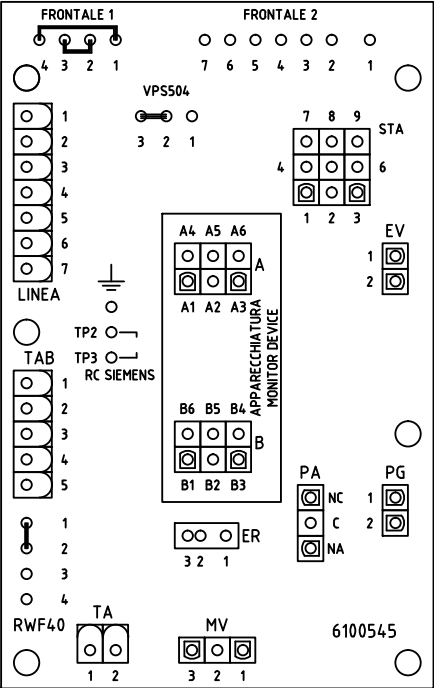 FRONTALE 1 FRONTALE 2
4 3 2 1 7 6 5 4 3 2 1
VPS504
3 2 1
1
2
3
4
5
6
7
LINEA
7 8 9
STA
4 6
1 2 3
EV
1
2
A4 A5 A6
A
A1 A2 A3
APPARECCHIATURA
MONITOR DEVICE
B6 B5 B4
B
B1 B2 B3
TP2
TP3
RC SIEMENS
TAB
1
2
3
4
5
PA
NC
C
NA
PG
1
2
ER
3 2 1
1
2
3
4
RWF40
TA
1 2
MV
3 2 1
6100545